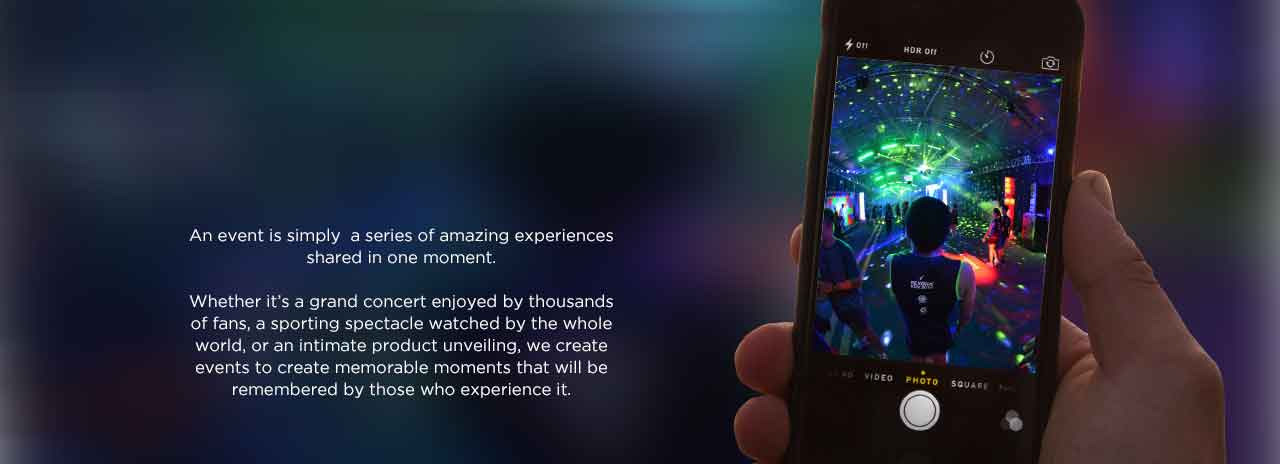 Off
HDR Off
An event is simply  a series of amazing experiences
shared in one moment.
Whether it’s a grand concert enjoyed by thousands
of fans, a sporting spectacle watched by the whole
world, or an intimate product unveiling, we create
events to create memorable moments that will be
remembered by those who experience it.
VIDEO
PHOTO
SQUARE